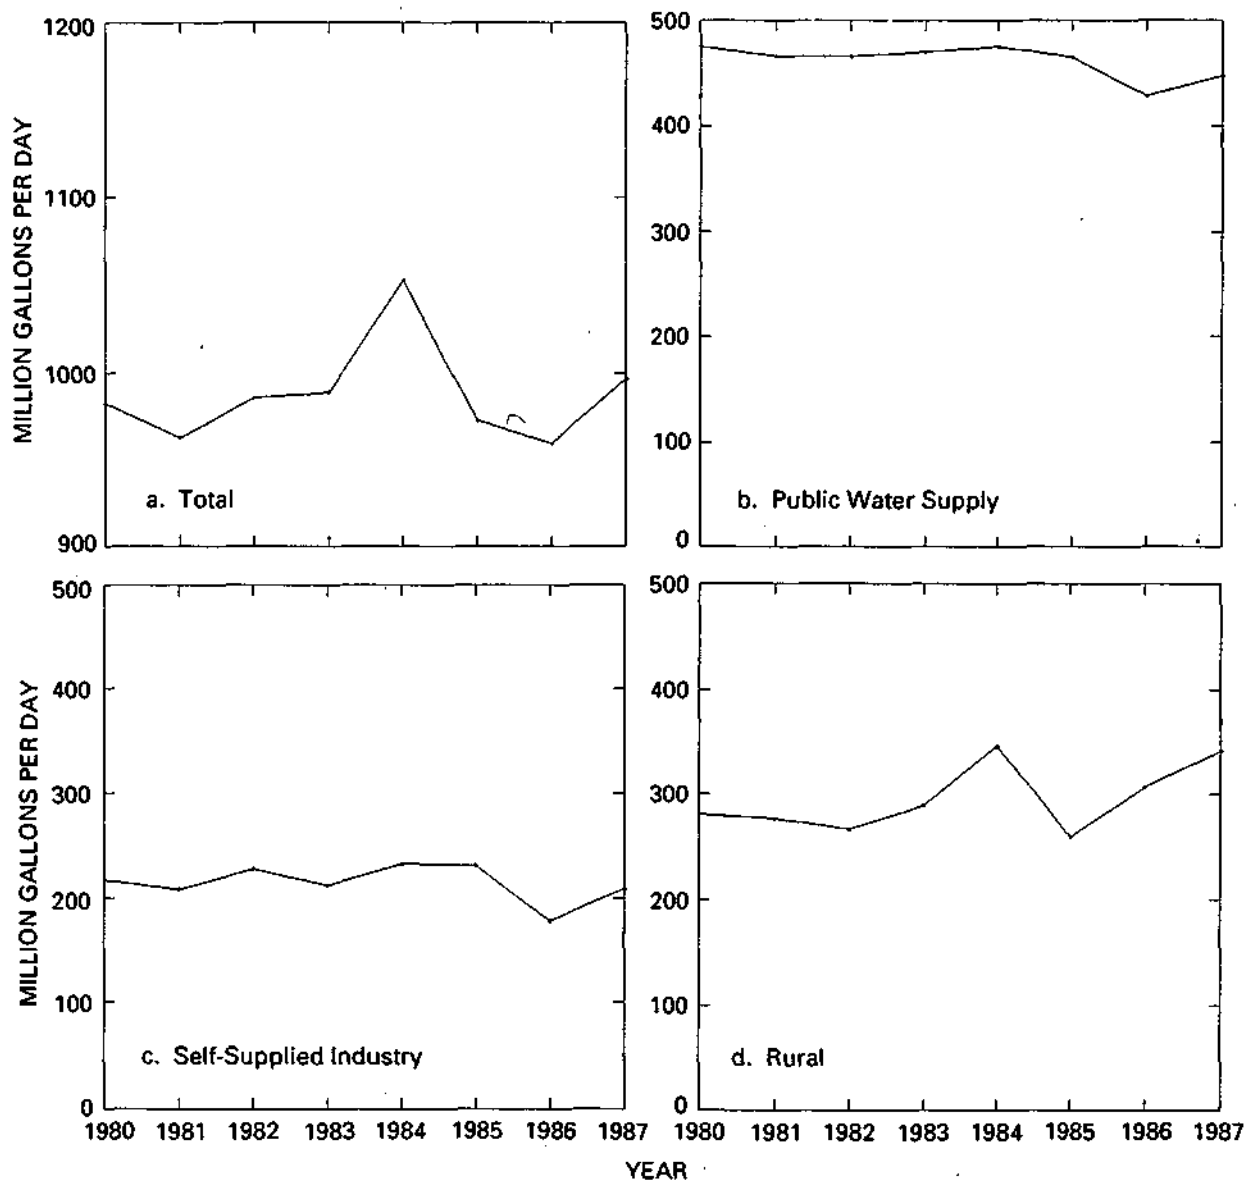 1200
1100
1000
900
MILLION GALLONS PER DAY
a. Total
500
400
300
200
100
0
b. Public Water Supply
500
400
300
200
100
0
MILLION GALLONS PER DAY
c. Self-Supplied Industry
1980 1981 1982 1983 1984 1985 1986 1987
500
400
300
200
100
0
d. Rural
1980 1981 1982 1983 1984 1985 1986 1987
YEAR